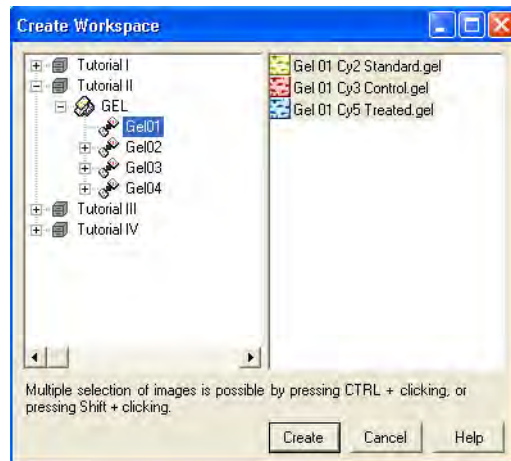 Create Workspace
Tutorial I
Tutorial II
GEL
Gel01
Gel02
Gel03
Gel04
Tutorial III
Tutorial IV
Gel 01 Cy2 Standard.gel
Gel 01 Cy3 Control.gel
Gel 01 Cy5 Treated.gel
Multiple selection of images is possible by pressing CTRL + clicking, or
pressing Shift + clicking.
Create
Cancel
Help